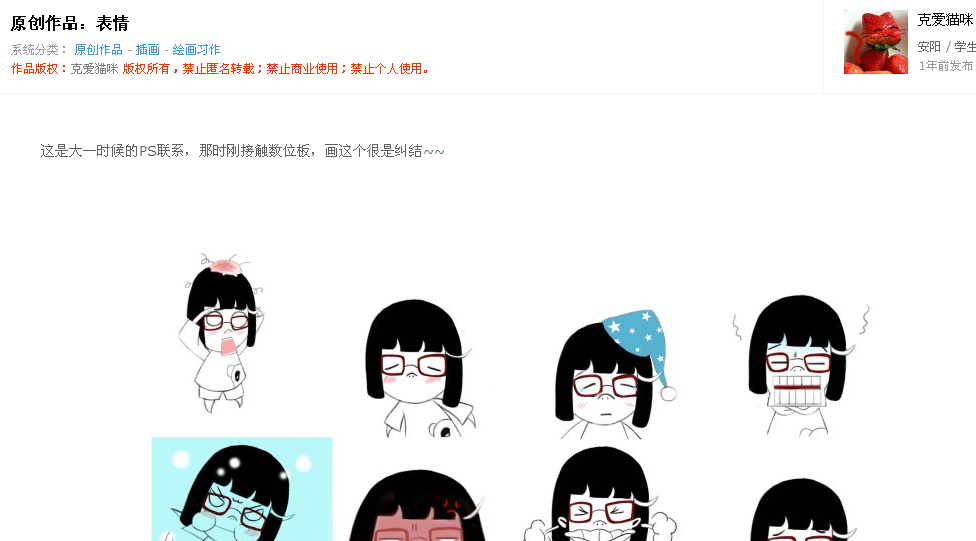 原创作品：表情
系统分类： 原创作品 - 插画 - 绘画习作
作品版权：克爱猫咪 版权所有，禁止匿名转载；禁止商业使用；禁止个人使用。
克爱猫咪
安阳 / 学生
1年前发布
这是大一时候的PS联系，那时刚接触数位板，画这个很是纠结~~